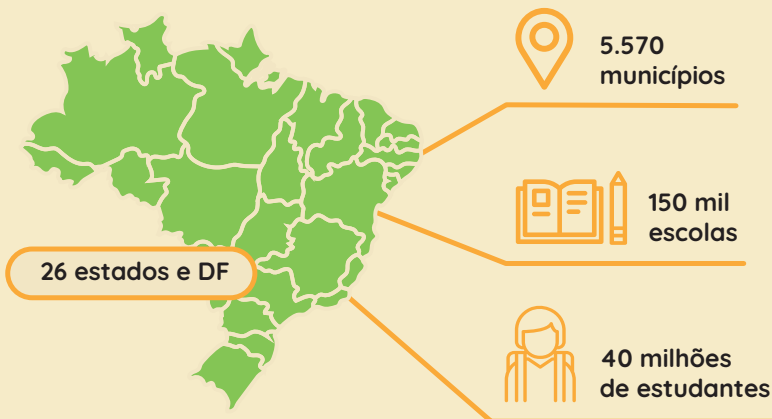 5.570
municípios
150 mil
escolas
26 estados e DF
40 milhões
de estudantes